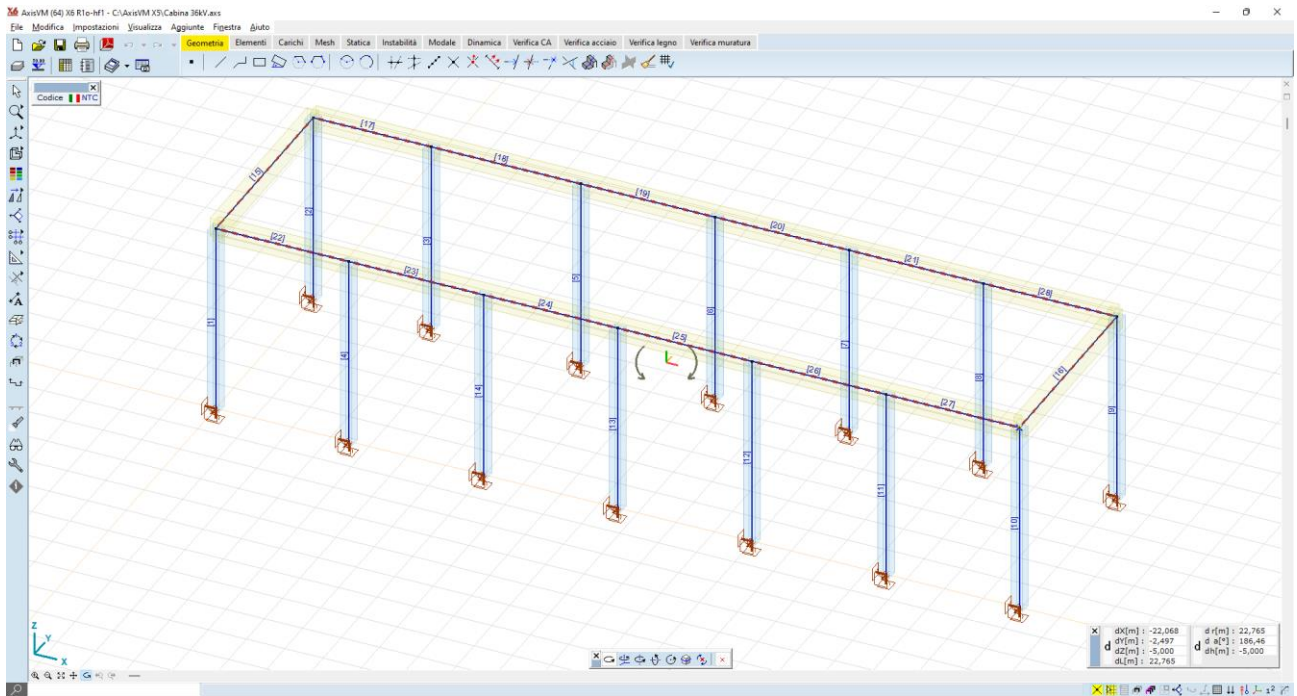 AxisVM (64) X6 R1o-hf1 - C:\AxisVM X5\Cabina 36kV.axs
File Modifica Impostazioni Visualizza Aggiunte Finestra Aiuto
Geometria Elementi Carichi Mesh Statica Instabilità Modale Dinamica Verifica CA Verifica acciaio Verifica legno Verifica muratura
Codice NTC
[17]
[18]
[15]
[19]
[2]
[20]
[22]
[3]
[21]
[23]
[5]
[28]
[24]
[6]
[1]
[25]
[7]
[4]
[26]
[16]
[8]
[14]
[27]
[9]
[13]
[12]
[11]
[10]
Z
Y
X
dX[m] : -22,068 d r[m] : 22,765
d dY[m] : -2,497 d d a[°] : 186,46
dZ[m] : -5,000 dh[m] : -5,000
dL[m] : 22,765